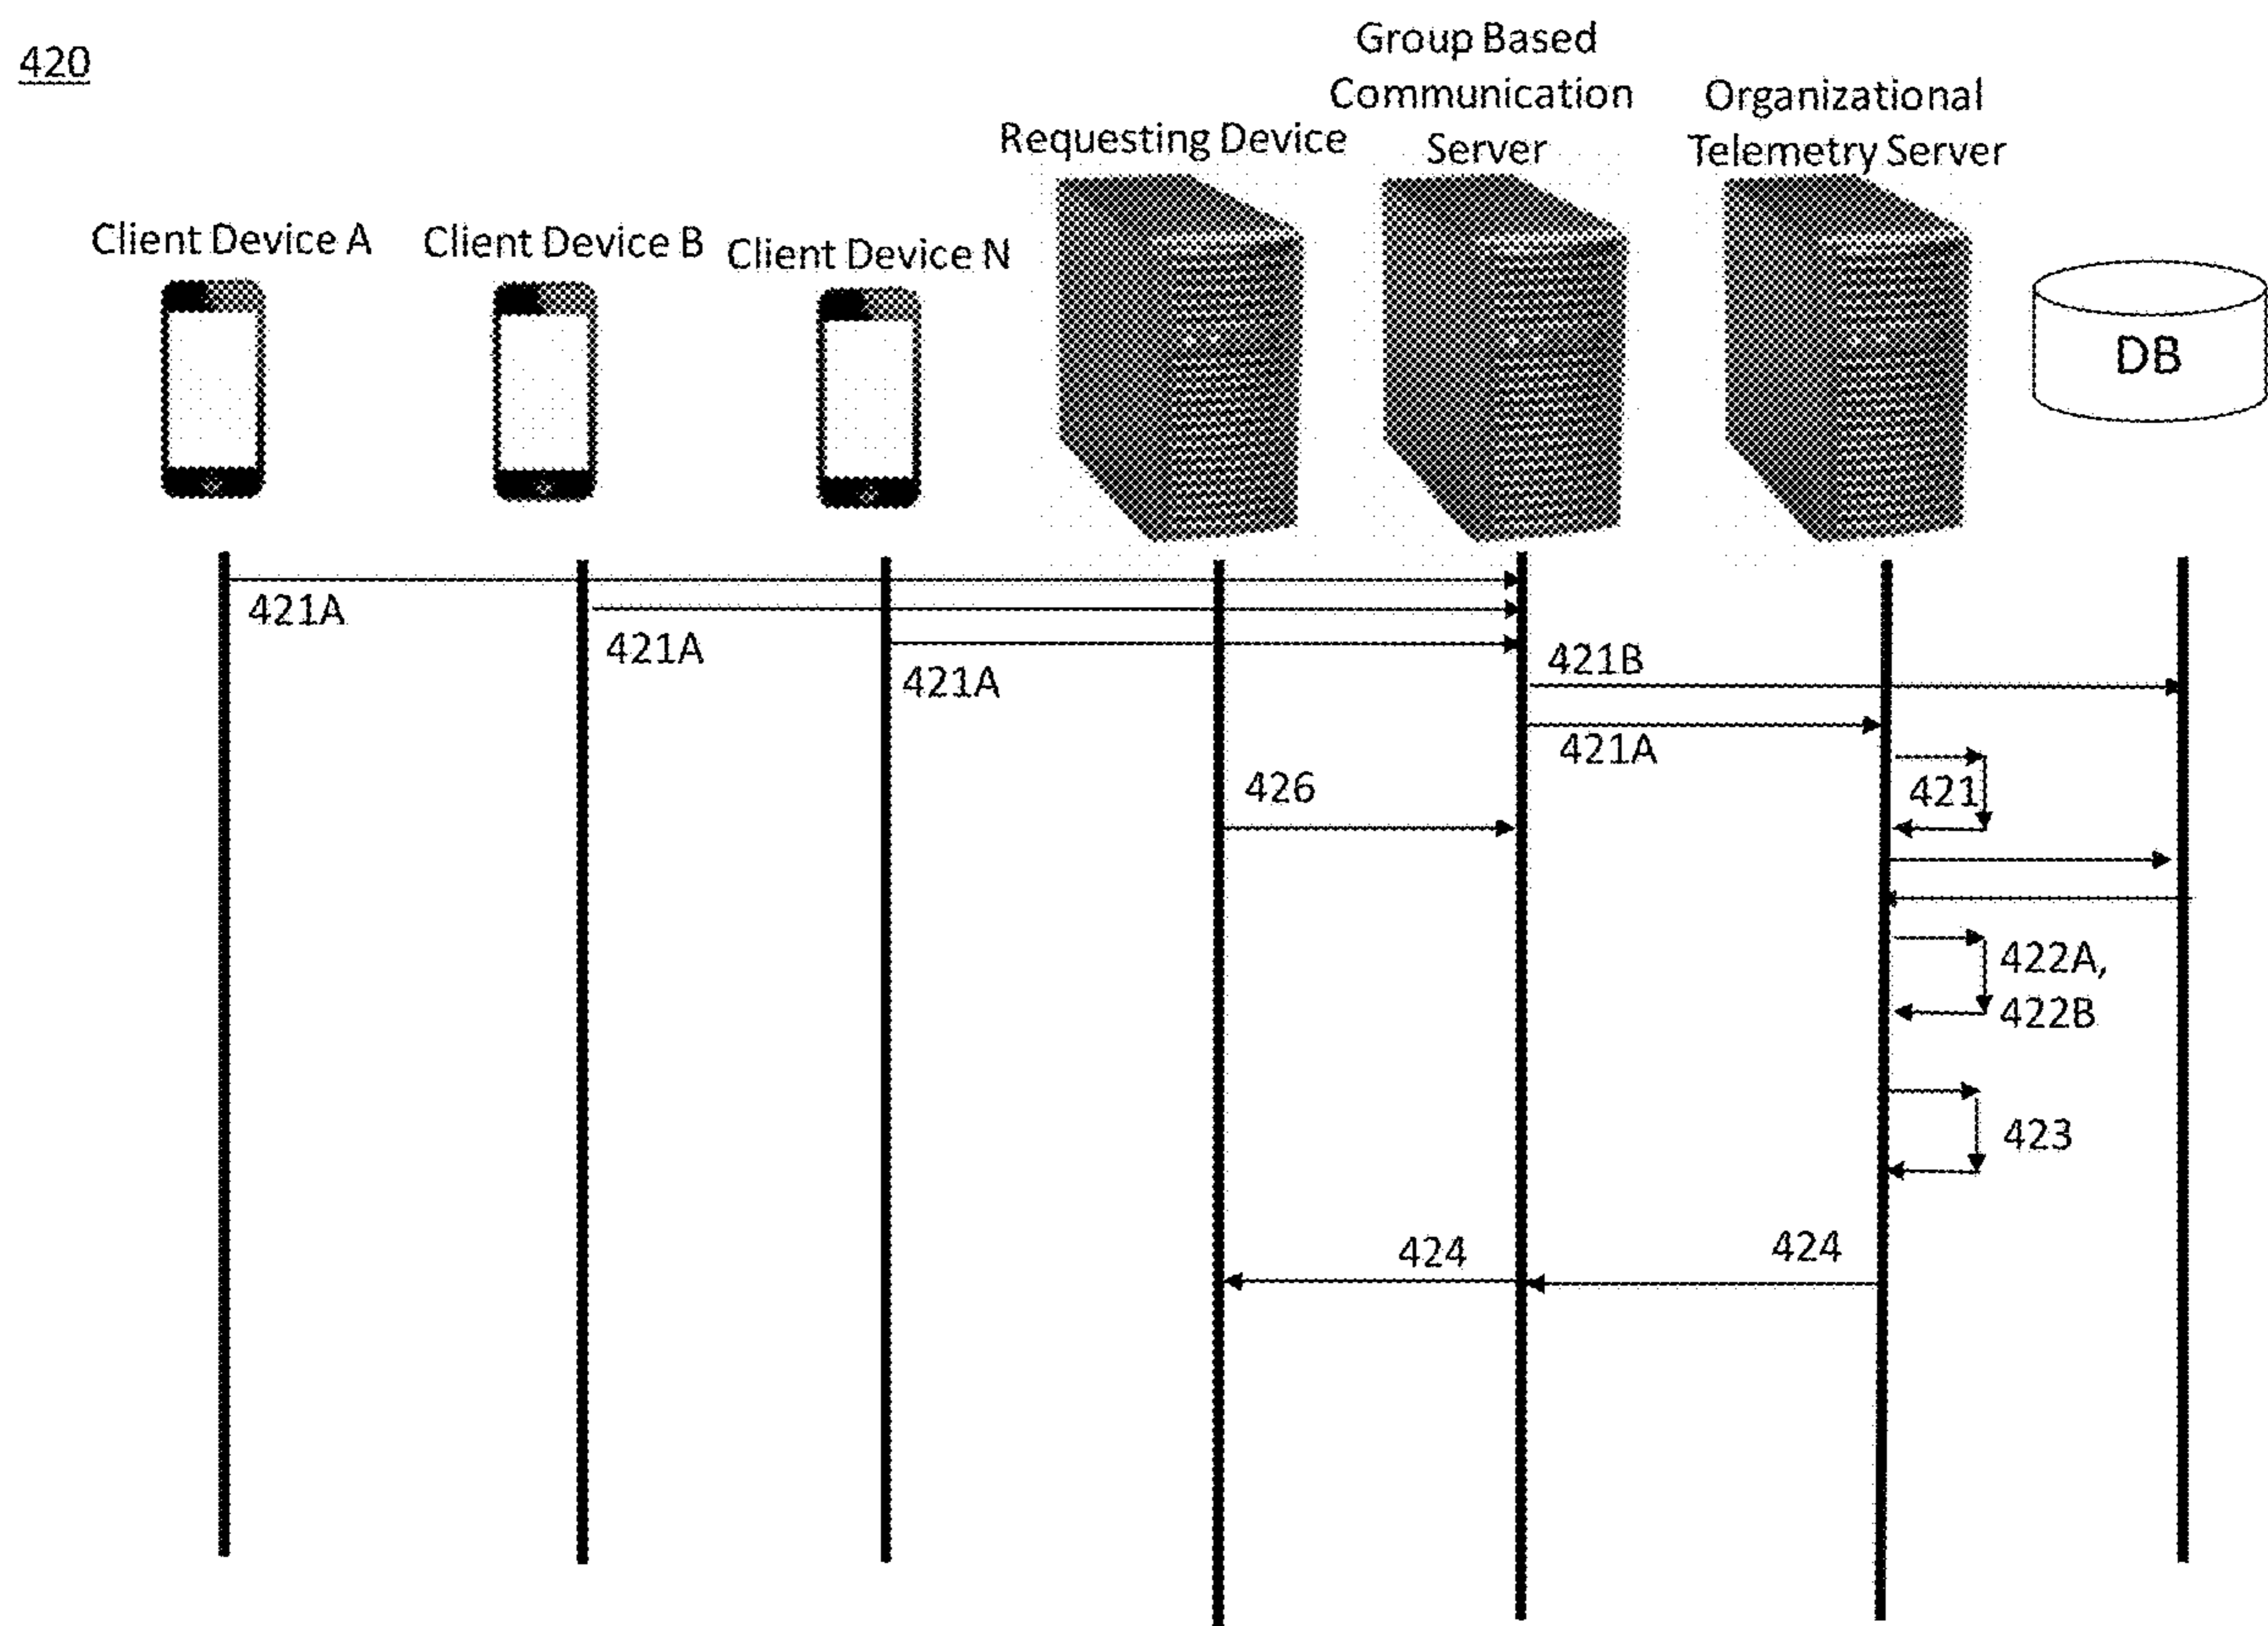 420
Client Device A
Client Device B
Client Device N
Requesting Device
Group Based
Communication
Server
Organizational
Telemetry Server
DB
421A
421A
421A
421B
421A
426
421
422A,
422B
423
424
424